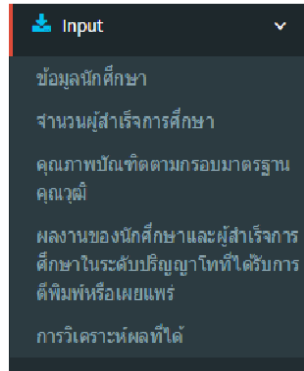 Input
ข้อมูลนักศึกษา
จำนวนผู้สำเร็จการศึกษา
คุณภาพบัณฑิตตามกรอบมาตรฐาน
คุณวุฒิ
ผลงานของนักศึกษาและผู้สำเร็จการ
ศึกษาในระดับปริญญาโทที่ได้รับการ
ตีพิมพ์หรือเผยแพร่
การวิเคราะห์ผลที่ได้